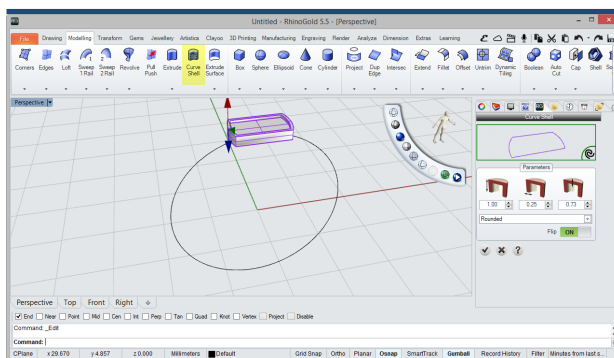 Untitled - RhinoGold 5.5 - [Perspective]
File Drawing Modelling Transform Gems Jewellery Artistics Clayoo 3D Printing Manufacturing Engraving Render Analyze Dimension Extras Learning
Corners Edges Loft Sweep 1 Rail Sweep 2 Rail Revolve Pull Push Extrude Curve Shell Extrude Surface Box Sphere Ellipsoid Cone Cylinder Project Dup Edge Intersec Extend Fillet Offset Untrim Dynamic Tiling Boolean Auto Cut Cap Shell
Perspective
Curve Shell
Parameters
1.00 0.25 0.73
Rounded
Flip ON
Perspective Top Front Right
End Near Point Mid Cen Int Perp Tan Quad Knot Vertex Project Disable
Command: _Edit
Command:
CPlane x 29.670 y 4.857 z 0.000 Millimeters Default Grid Snap Ortho Planar Osnap SmartTrack Gumball Record History Filter Minutes from last s...